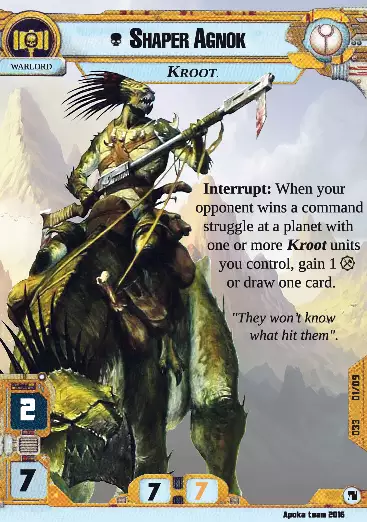 SHAPER AGNOK
WARLORD
KROOT.
Interrupt: When your
opponent wins a command
struggle at a planet with
one or more Kroot units
you control, gain 1
or draw one card.
"They won't know
what hit them".
2
7
7 7
033 01/09
Apoka team 2016